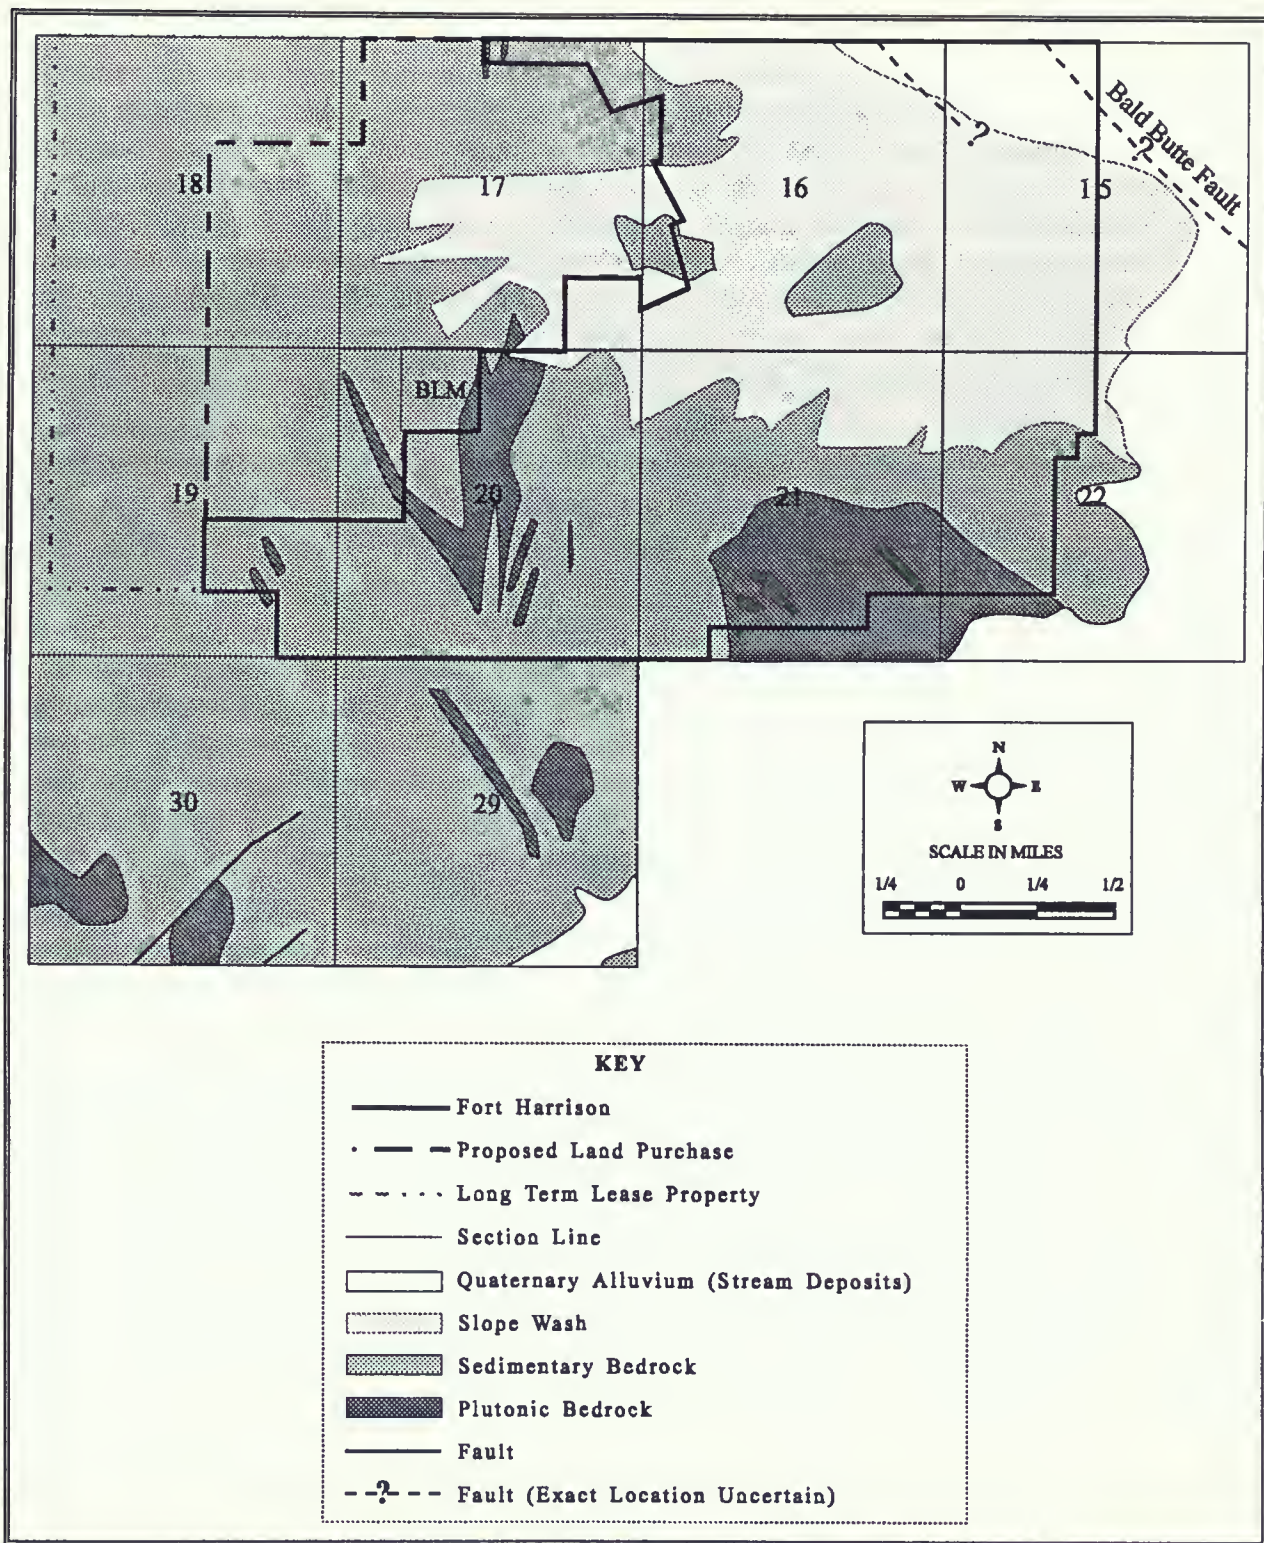 Bald Butte Fault
?
?
18
17
16
15
BLM
19
20
21
22
30
29
N
W E
S
SCALE IN MILES
1/4 0 1/4 1/2
KEY
Fort Harrison
Proposed Land Purchase
Long Term Lease Property
Section Line
Quaternary Alluvium (Stream Deposits)
Slope Wash
Sedimentary Bedrock
Plutonic Bedrock
Fault
? Fault (Exact Location Uncertain)